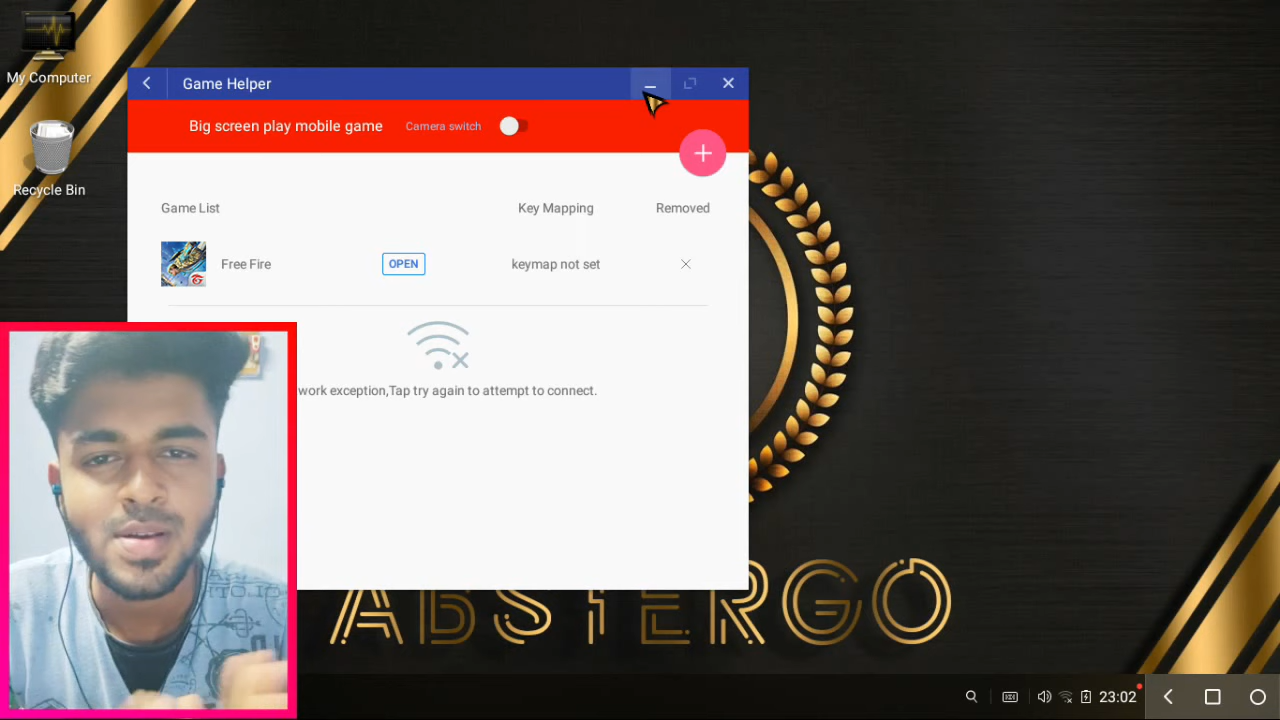 My Computer
Recycle Bin
Game Helper
Big screen play mobile game
Camera switch
Game List
Key Mapping
Removed
Free Fire
OPEN
keymap not set
work exception,Tap try again to attempt to connect.
ABSTERGO
23:02